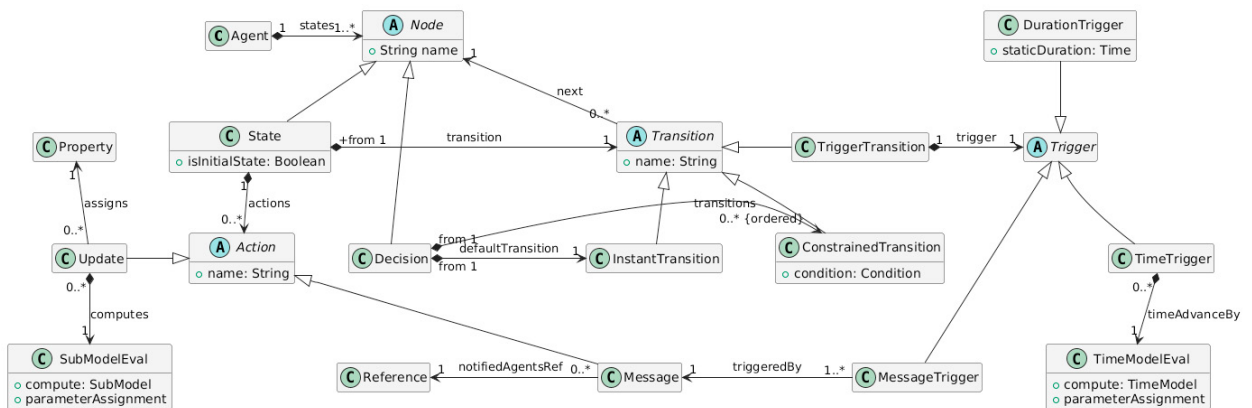 C DurationTrigger
+ staticDuration: Time
C Agent
1 states 1..*
A Node
+ String name
1
next
0..*
C Property
1
assigns
0..*
C State
+ isInitialState: Boolean
+from 1 transition 1
A Transition
+ name: String
C TriggerTransition
1 trigger 1
A Trigger
1
actions
0..*
transitions
0..* {ordered}
C Update
A Action
+ name: String
C Decision
from 1
defaultTransition
from 1
1
C InstantTransition
C ConstrainedTransition
+ condition: Condition
C TimeTrigger
0..*
computes
1
0..*
timeAdvanceBy
1
C SubModelEval
+ compute: SubModel
+ parameterAssignment
C Reference
1 notifiedAgentsRef 0..*
C Message
1 triggeredBy 1..*
C MessageTrigger
C TimeModelEval
+ compute: TimeModel
+ parameterAssignment